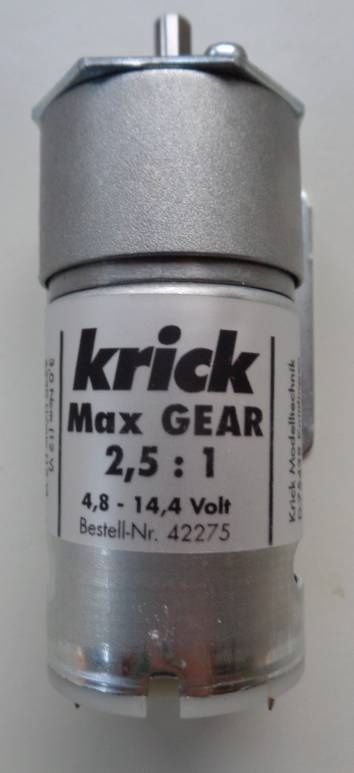 krick
Max GEAR
2,5 : 1
4,8 - 14,4 Volt
Bestell-Nr. 42275
Krick Modelltechnik